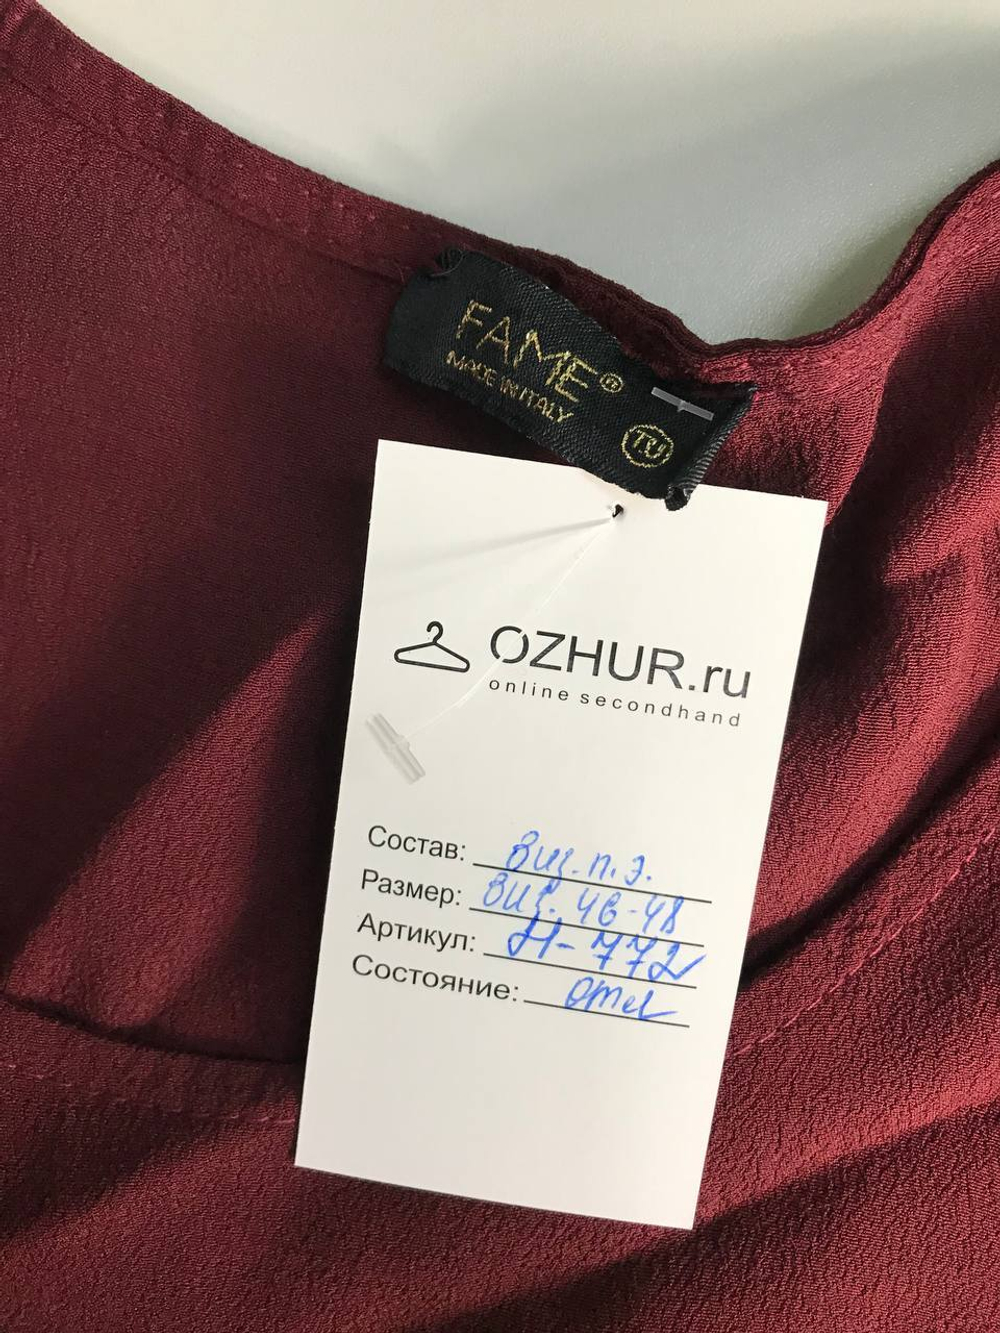 FAME®
MADE IN ITALY
TU
OZHUR.ru
online secondhand
Состав: виз. п.э.
Размер: виз. 46-48
Артикул: Н-772
Состояние: отл